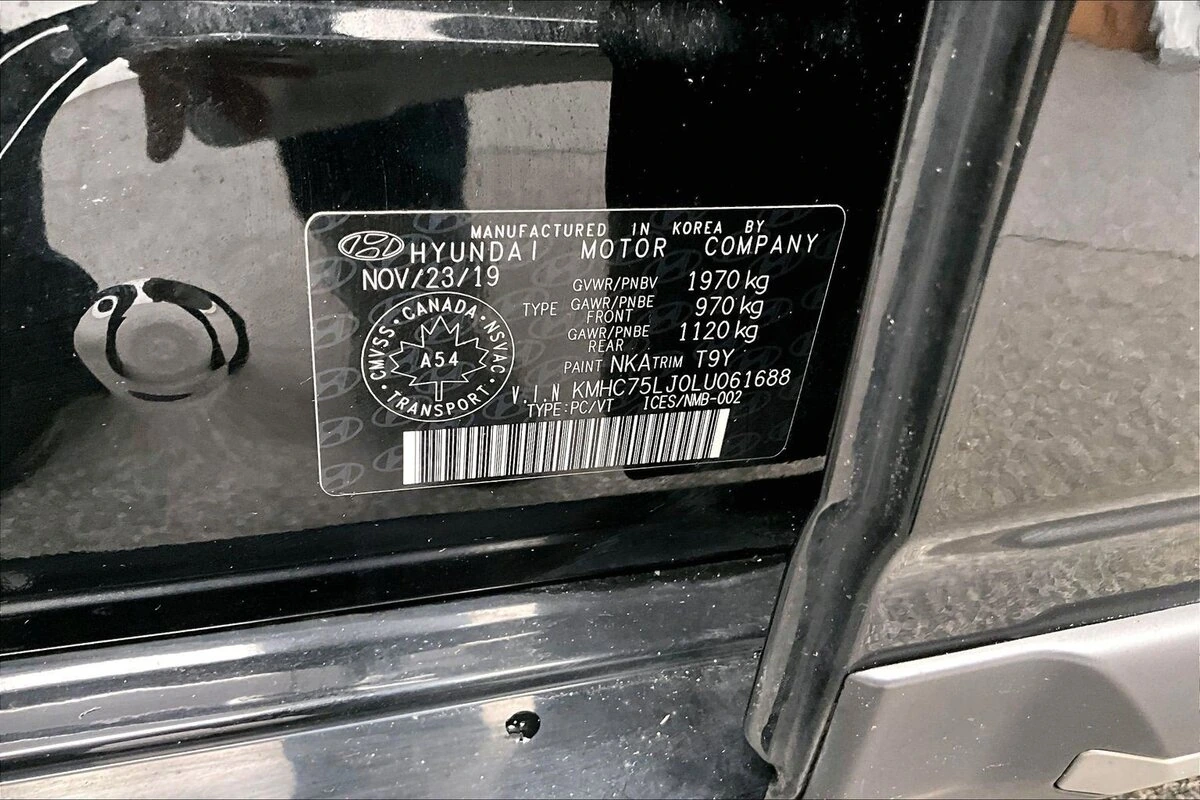 MANUFACTURED IN KOREA BY
HYUNDAI MOTOR COMPANY
NOV/23/19
GVWR/PNBV 1970 kg
TYPE GAWR/PNBE FRONT 970 kg
GAWR/PNBE REAR 1120 kg
PAINT NKA TRIM T9Y
V.I.N KMHC75LJ0LU061688
TYPE:PC/VT ICES/NMB-002
CMVSS·CANADA·NSVAC
·TRANSPORT·
A54